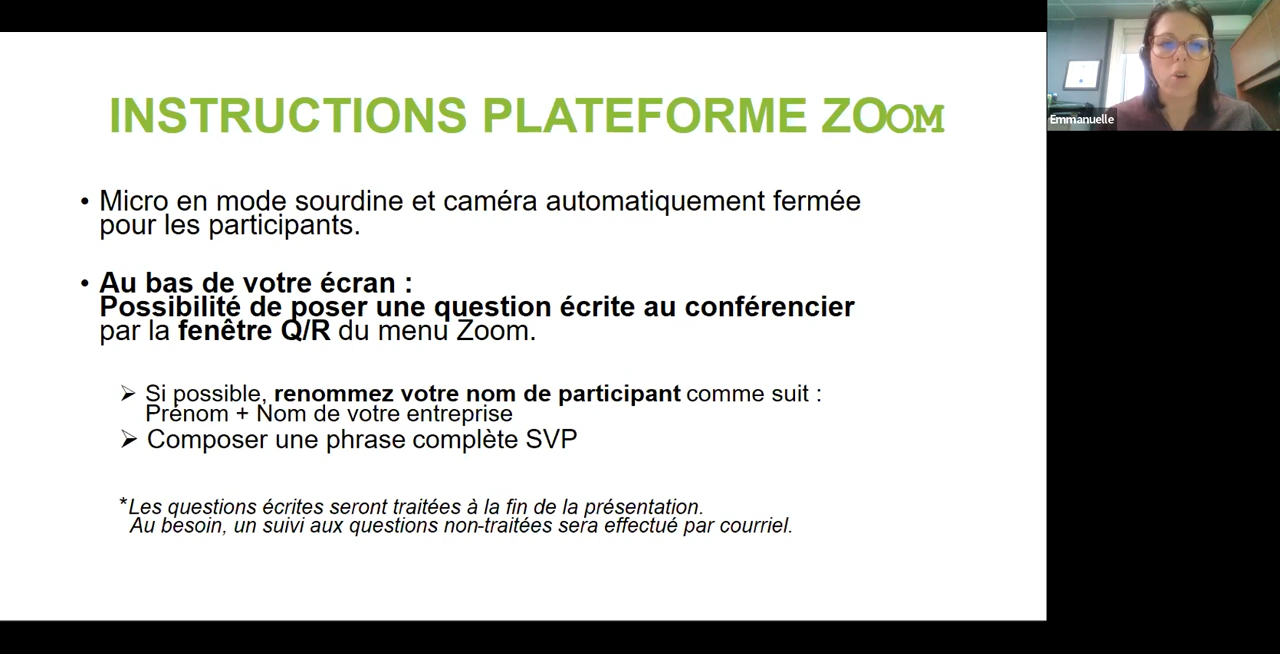 INSTRUCTIONS PLATEFORME ZOOM
• Micro en mode sourdine et caméra automatiquement fermée
pour les participants.
• Au bas de votre écran :
Possibilité de poser une question écrite au conférencier
par la fenêtre Q/R du menu Zoom.
➢ Si possible, renommez votre nom de participant comme suit :
Prénom + Nom de votre entreprise
➢ Composer une phrase complète SVP
*Les questions écrites seront traitées à la fin de la présentation.
Au besoin, un suivi aux questions non-traitées sera effectué par courriel.
Emmanuelle